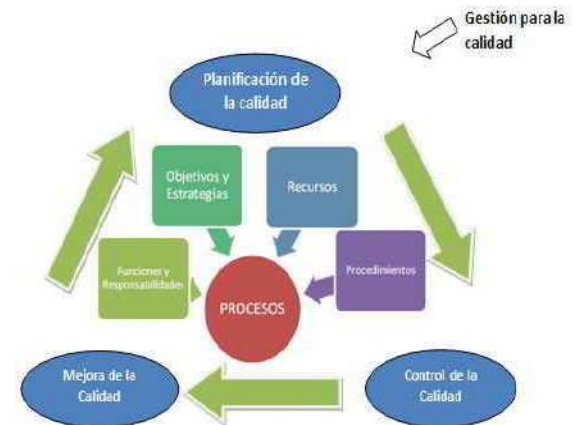 Gestión para la
calidad
Planificación de
la calidad
Objetivos y
Estrategias
Recursos
Funciones y
Responsabilidades
Procedimientos
PROCESOS
Mejora de la
Calidad
Control de la
Calidad